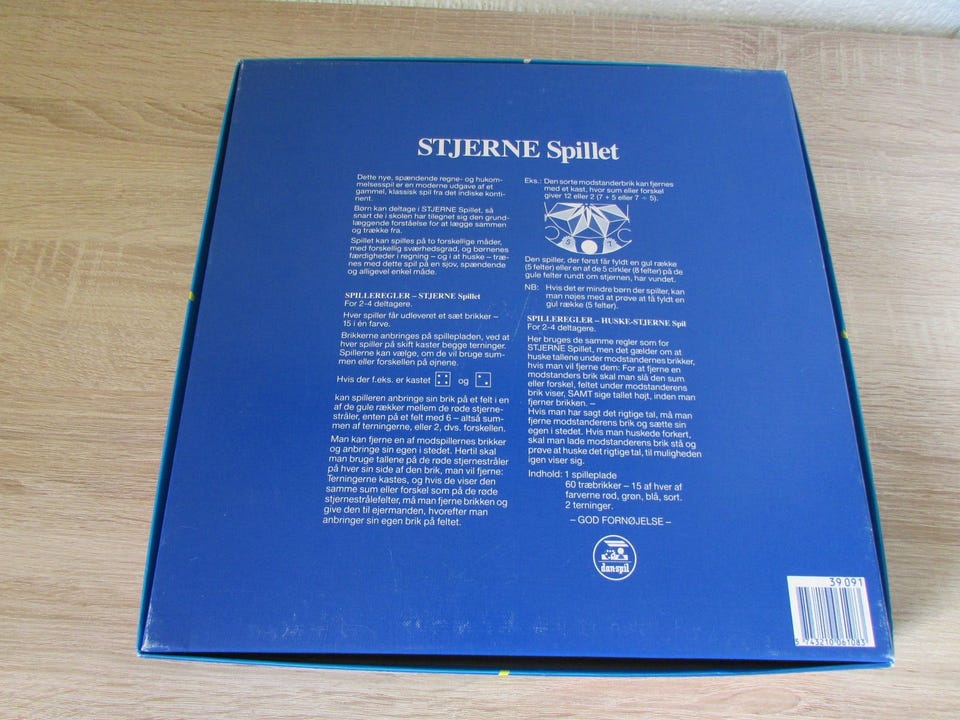 STJERNE Spillet
Dette nye, spændende regne- og hukom-
melsesspil er en moderne udgave af et
gammel, klassisk spil fra det indiske konti-
nent.
Børn kan deltage i STJERNE Spillet, så
snart de i skolen har tilegnet sig den grund-
læggende forståelse for at lægge sammen
og trække fra.
Spillet kan spilles på to forskellige måder,
med forskellig sværhedsgrad, og børnenes
færdigheder i regning – og i at huske – træ-
nes med dette spil på en sjov, spændende
og alligevel enkel måde.
SPILLEREGLER – STJERNE Spillet
For 2-4 deltagere.
Hver spiller får udleveret et sæt brikker –
15 i én farve.
Brikkerne anbringes på spillepladen, ved at
hver spiller på skift kaster begge terninger.
Spillerne kan vælge, om de vil bruge sum-
men eller forskellen på øjnene.
Hvis der f.eks. er kastet og
kan spilleren anbringe sin brik på et felt i en
af de gule rækker mellem de røde stjerne-
stråler, enten på et felt med 6 – altså sum-
men af terningerne, eller 2, dvs. forskellen.
Man kan fjerne en af modspillernes brikker
og anbringe sin egen i stedet. Hertil skal
man bruge tallene på de røde stjernestråler
på hver sin side af den brik, man vil fjerne:
Terningerne kastes, og hvis de viser den
samme sum eller forskel som på de røde
stjernestrålefelter, må man fjerne brikken og
give den til ejermanden, hvorefter man
anbringer sin egen brik på feltet.
Eks.: Den sorte modstanderbrik kan fjernes
med et kast, hvor sum eller forskel
giver 12 eller 2 (7 + 5 eller 7 ÷ 5).
5 7
Den spiller, der først får fyldt en gul række
(5 felter) eller en af de 5 cirkler (8 felter) på de
gule felter rundt om stjernen, har vundet.
NB: Hvis det er mindre børn der spiller, kan
man nøjes med at prøve at få fyldt en
gul række (5 felter).
SPILLEREGLER – HUSKE-STJERNE Spil
For 2-4 deltagere.
Her bruges de samme regler som for
STJERNE Spillet, men det gælder om at
huske tallene under modstandernes brikker,
hvis man vil fjerne dem: For at fjerne en
modstanders brik skal man slå den sum
eller forskel, feltet under modstanderens
brik viser, SAMT sige tallet højt, inden man
fjerner brikken. –
Hvis man har sagt det rigtige tal, må man
fjerne modstanderens brik og sætte sin
egen i stedet. Hvis man huskede forkert,
skal man lade modstanderens brik stå og
prøve at huske det rigtige tal, til muligheden
igen viser sig.
Indhold: 1 spilleplade
60 træbrikker – 15 af hver af
farverne rød, grøn, blå, sort.
2 terninger.
– GOD FORNØJELSE –
dan-spil
39 091
5 743210 061083